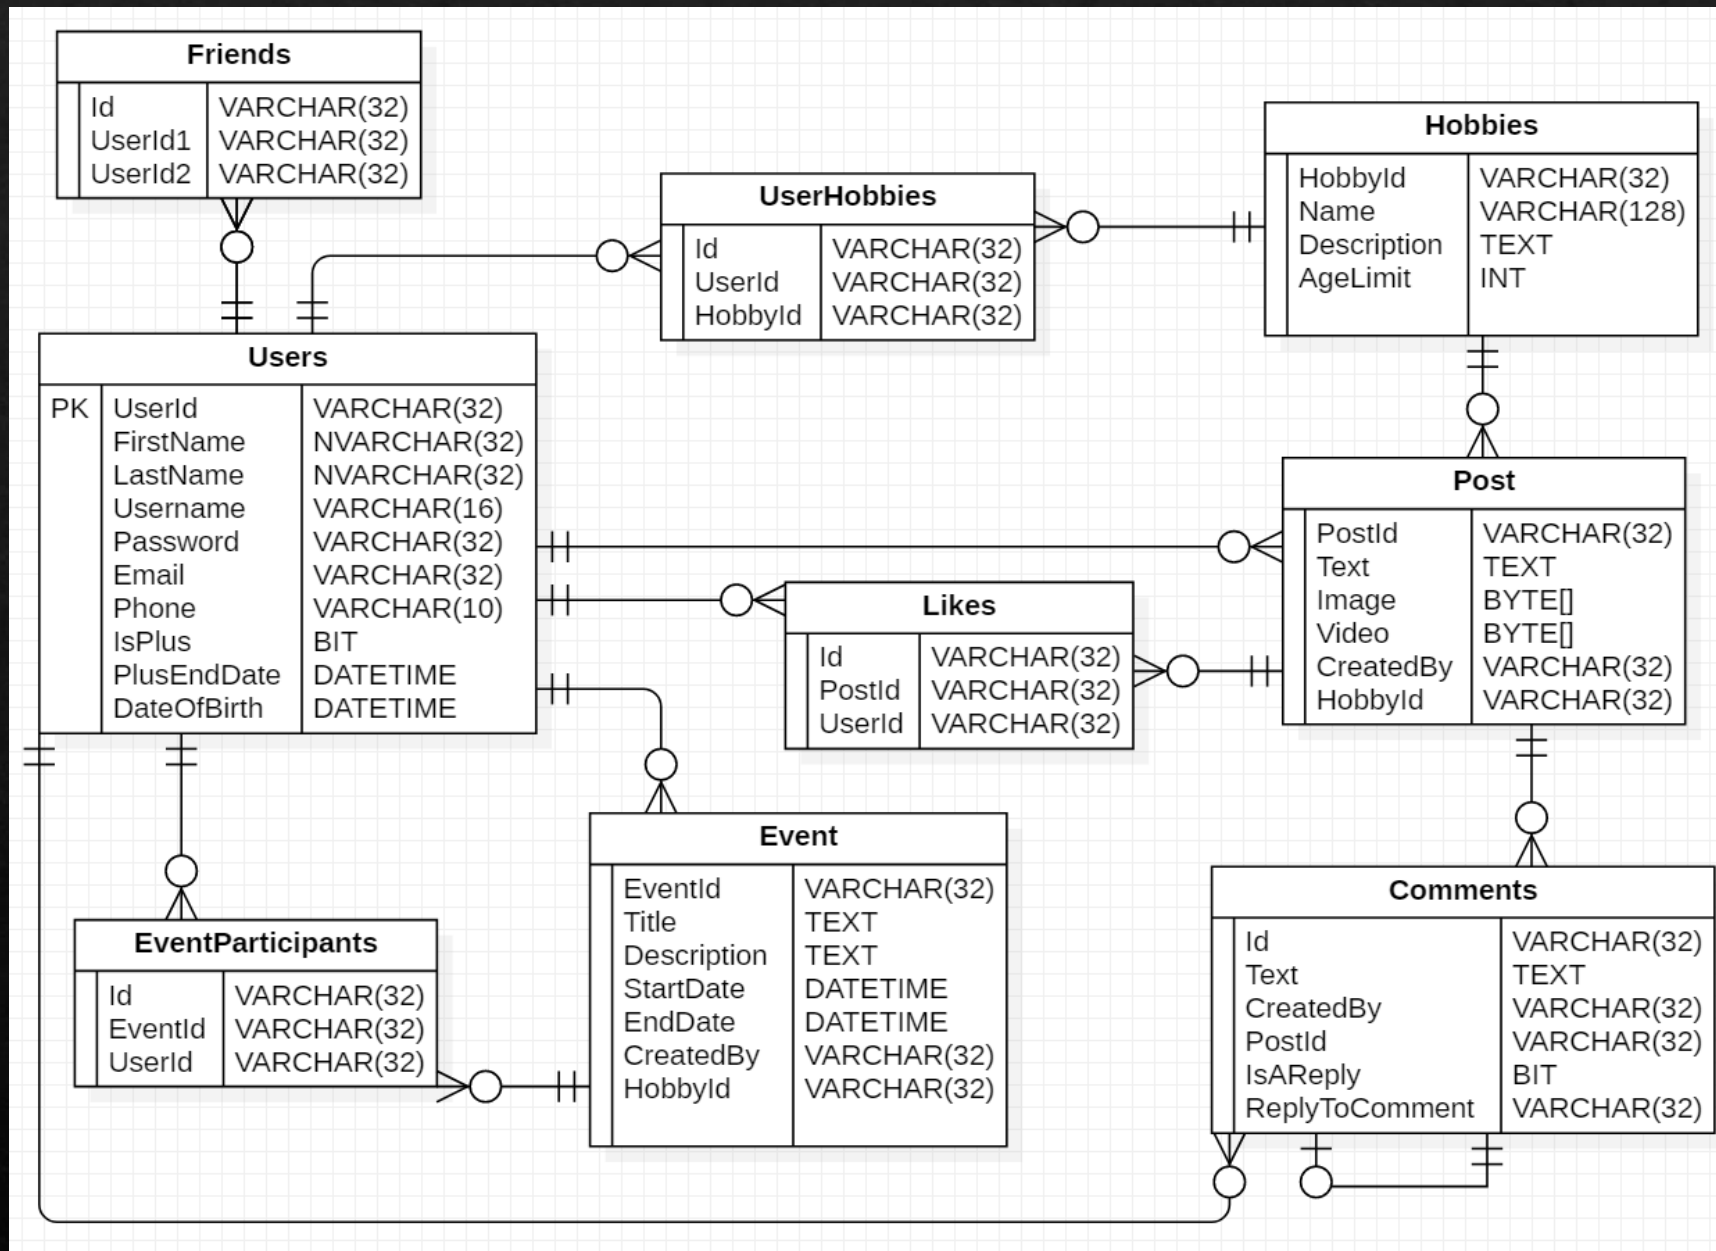 Friends
Id VARCHAR(32)
UserId1 VARCHAR(32)
UserId2 VARCHAR(32)
Hobbies
HobbyId VARCHAR(32)
Name VARCHAR(128)
Description TEXT
AgeLimit INT
UserHobbies
Id VARCHAR(32)
UserId VARCHAR(32)
HobbyId VARCHAR(32)
Users
PK UserId VARCHAR(32)
FirstName NVARCHAR(32)
LastName NVARCHAR(32)
Username VARCHAR(16)
Password VARCHAR(32)
Email VARCHAR(32)
Phone VARCHAR(10)
IsPlus BIT
PlusEndDate DATETIME
DateOfBirth DATETIME
Post
PostId VARCHAR(32)
Text TEXT
Image BYTE[]
Video BYTE[]
CreatedBy VARCHAR(32)
HobbyId VARCHAR(32)
Likes
Id VARCHAR(32)
PostId VARCHAR(32)
UserId VARCHAR(32)
Event
EventId VARCHAR(32)
Title TEXT
Description TEXT
StartDate DATETIME
EndDate DATETIME
CreatedBy VARCHAR(32)
HobbyId VARCHAR(32)
Comments
Id VARCHAR(32)
Text TEXT
CreatedBy VARCHAR(32)
PostId VARCHAR(32)
IsAReply BIT
ReplyToComment VARCHAR(32)
EventParticipants
Id VARCHAR(32)
EventId VARCHAR(32)
UserId VARCHAR(32)